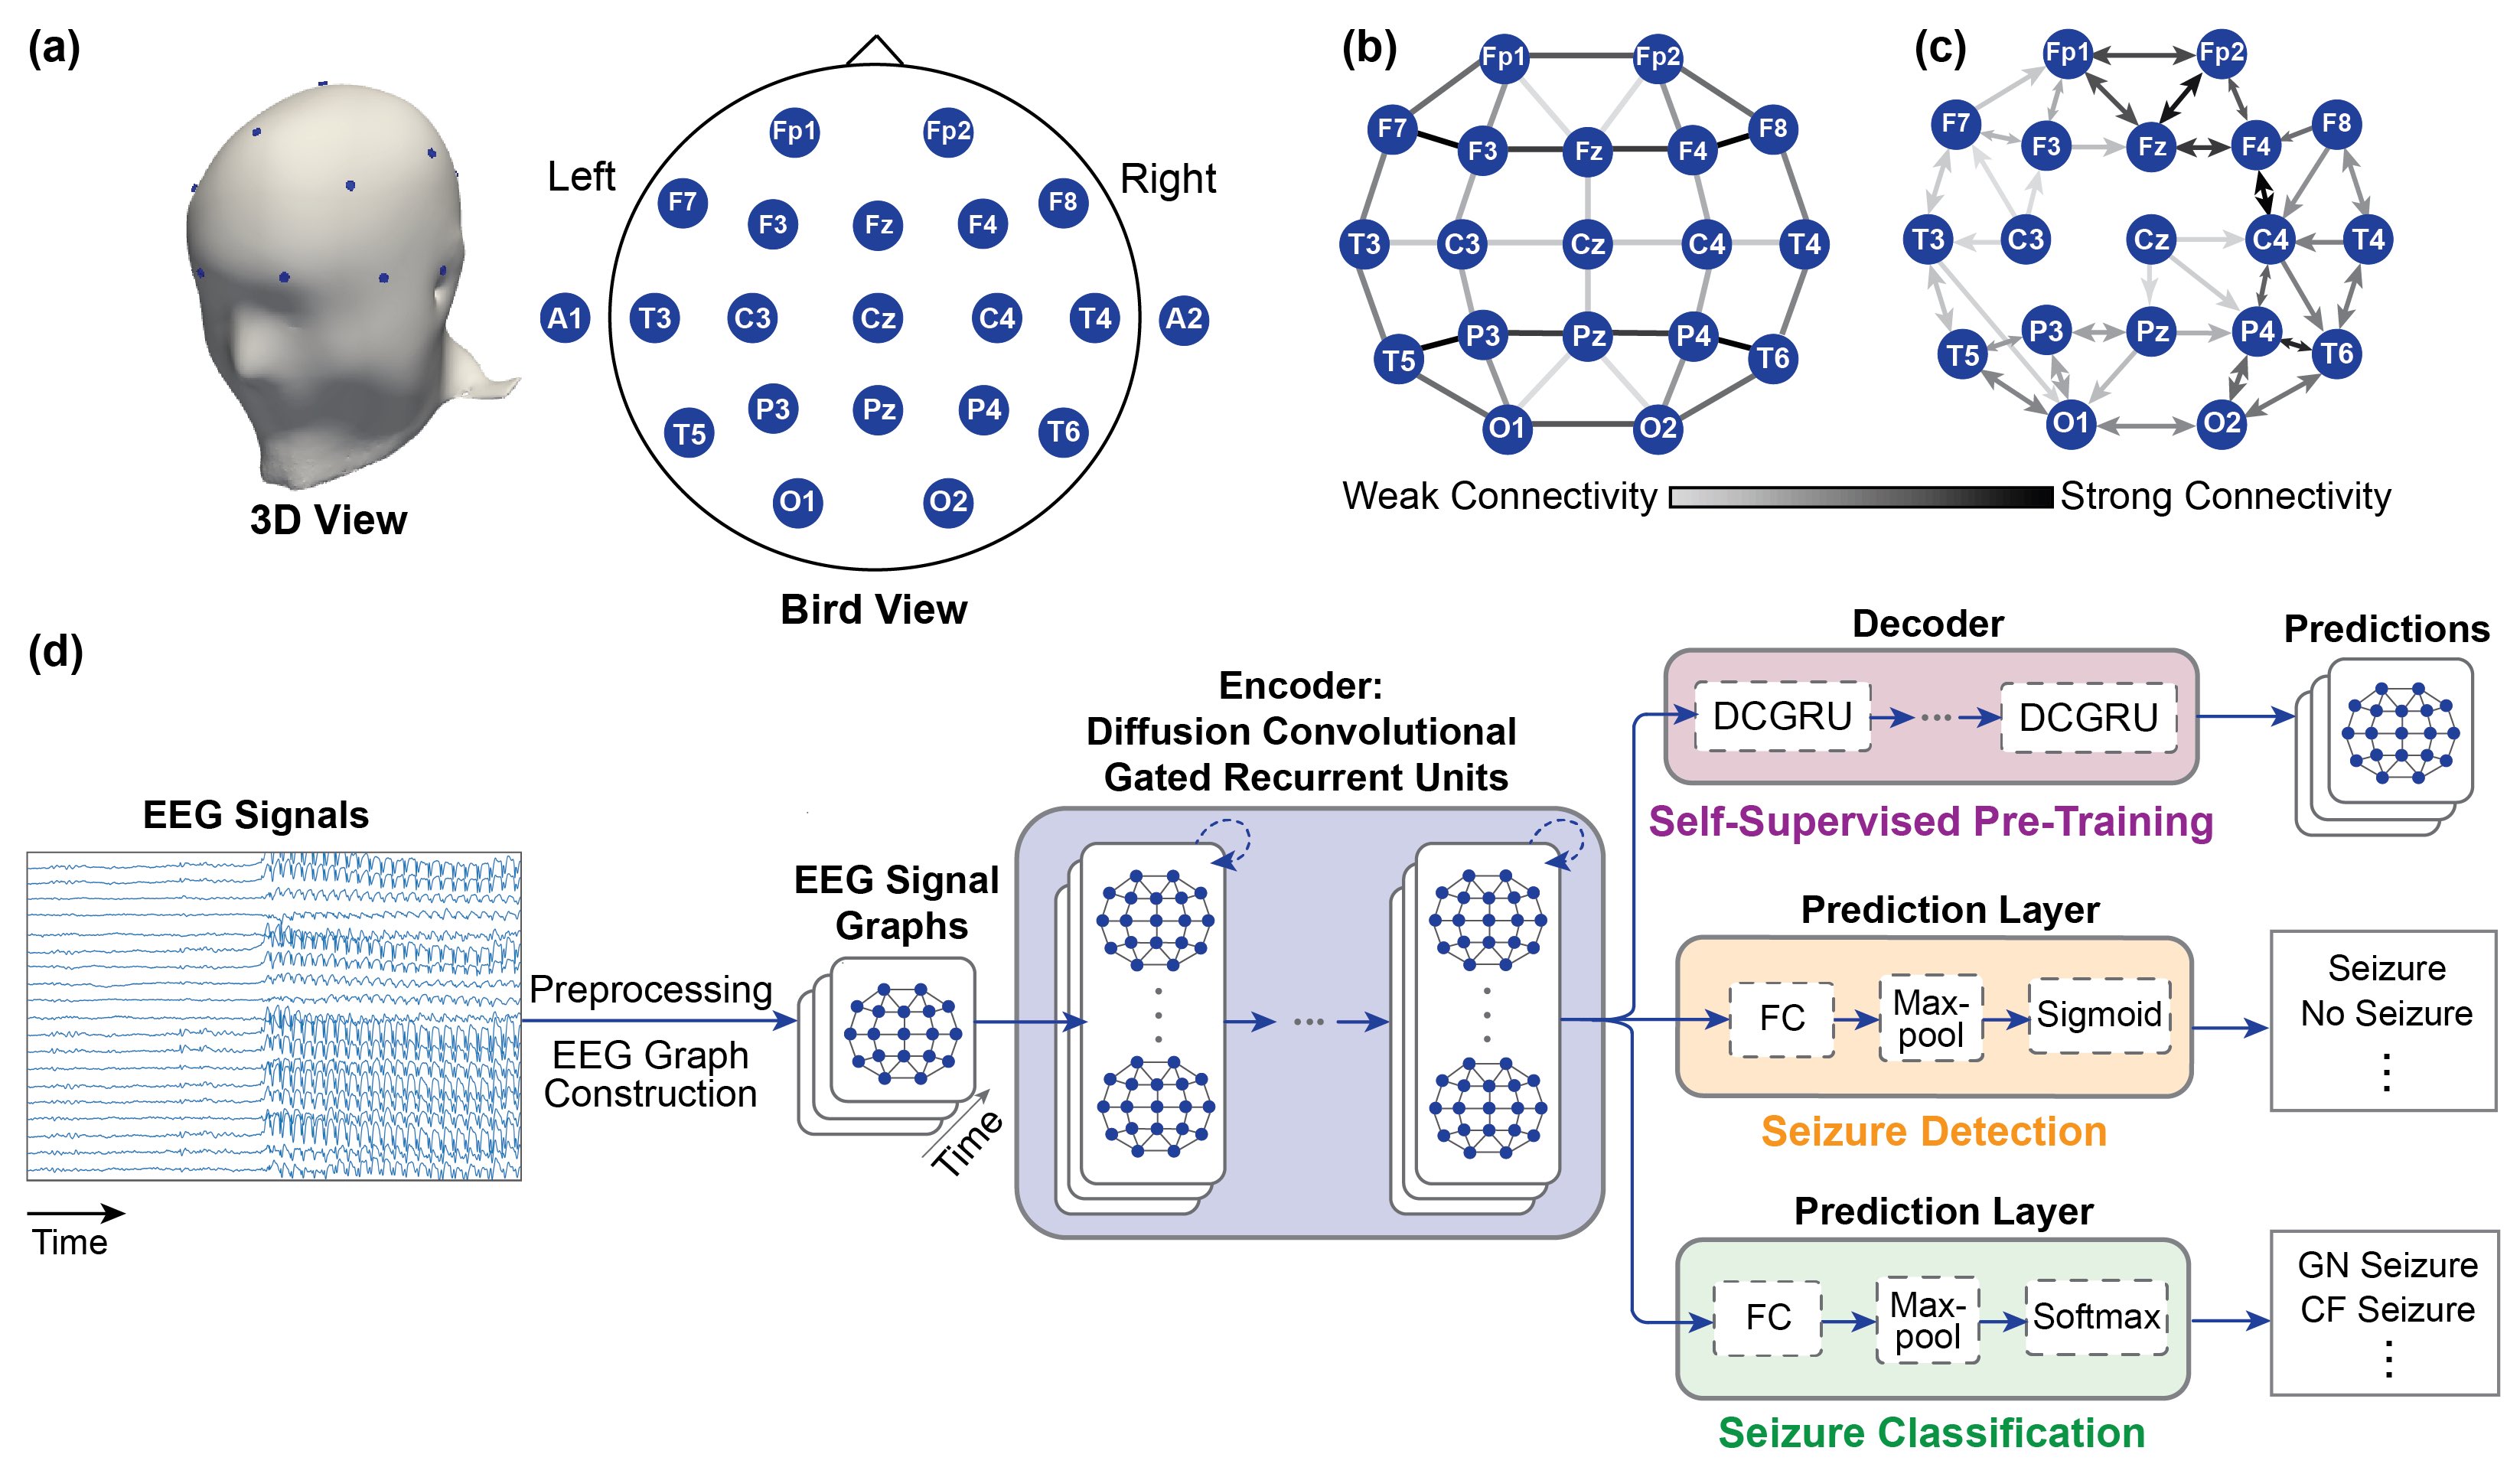 (a)
Left
Right
Fp1 Fp2
F7 F3 Fz F4 F8
A1 T3 C3 Cz C4 T4 A2
T5 P3 Pz P4 T6
O1 O2
3D View
Bird View
(b)
Fp1 Fp2
F7 F3 Fz F4 F8
T3 C3 Cz C4 T4
T5 P3 Pz P4 T6
O1 O2
(c)
Fp1 Fp2
F7 F3 Fz F4 F8
T3 C3 Cz C4 T4
T5 P3 Pz P4 T6
O1 O2
Weak Connectivity
Strong Connectivity
(d)
EEG Signals
Time
Preprocessing
EEG Graph
Construction
EEG Signal
Graphs
Time
Encoder:
Diffusion Convolutional
Gated Recurrent Units
Decoder
DCGRU ... DCGRU
Self-Supervised Pre-Training
Predictions
Prediction Layer
FC
Max-
pool
Sigmoid
Seizure Detection
Seizure
No Seizure
Prediction Layer
FC
Max-
pool
Softmax
Seizure Classification
GN Seizure
CF Seizure